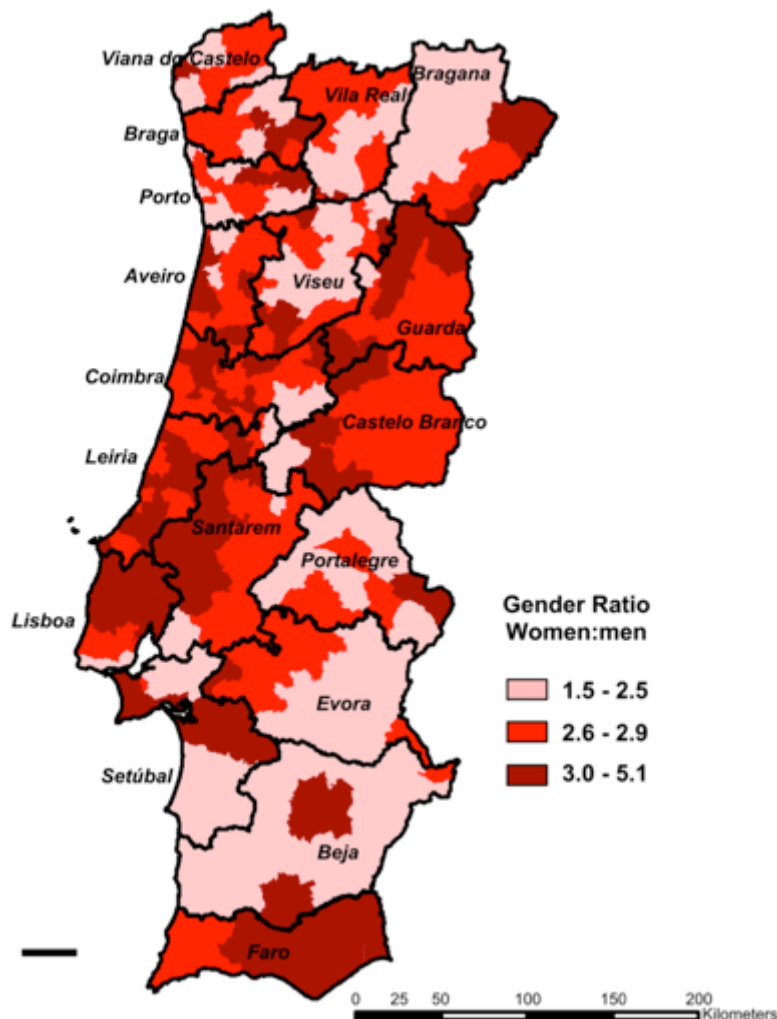 Viana do Castelo
Bragana
Vila Real
Braga
Porto
Aveiro
Viseu
Guarda
Coimbra
Castelo Branco
Leiria
Santarem
Portalegre
Lisboa
Gender Ratio
Women:men
1.5 - 2.5
2.6 - 2.9
3.0 - 5.1
Evora
Setúbal
Beja
Faro
0 25 50 100 150 200
Kilometers